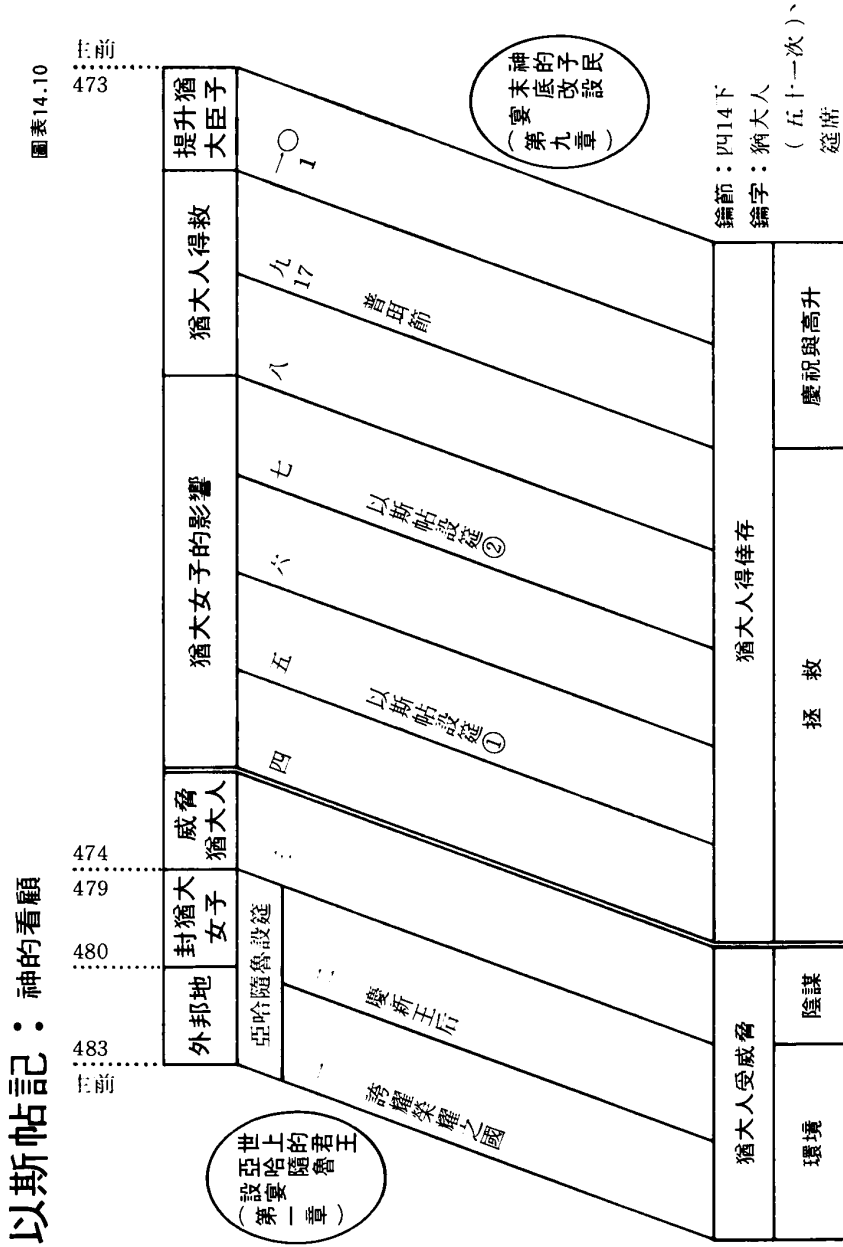 圖表14.10
以斯帖記：神的看顧
主前
483
480
479
474
473
主前
外邦地
封猶大
女子
威脅
猶大人
猶大女子的影響
猶大人得救
提升猶
大臣子
亞哈隨魯設筵
一
二
三
四
五
六
七
八
九
17
一〇
1
誇耀榮耀之國
慶新王后
以斯帖設筵①
以斯帖設筵②
普珥節
世上的君王
亞哈隨魯
設宴
(第一章)
神的子民
末底改設
宴
(第九章)
猶大人受威脅
猶大人得倖存
環境
陰謀
拯救
慶祝與高升
鑰節：四14下
鑰字：猶大人
(五十一次)、
筵席